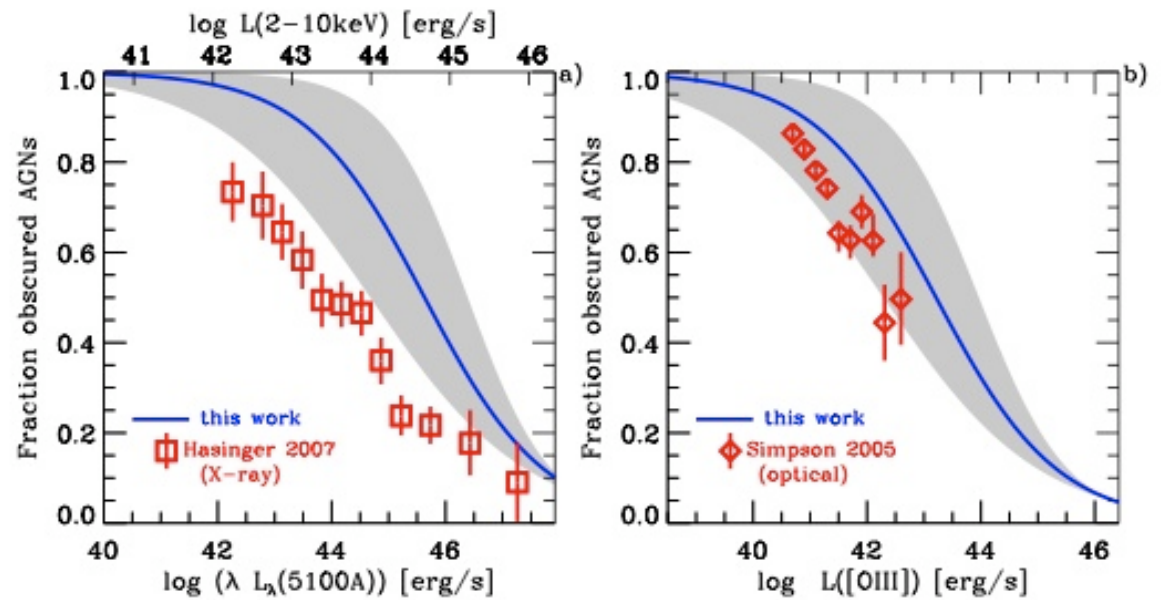 log L(2-10keV) [erg/s]
41 42 43 44 45 46
a)
Fraction obscured AGNs
1.0
0.8
0.6
0.4
0.2
0.0
this work
Hasinger 2007
(X-ray)
40 42 44 46
log (λ Lλ(5100A)) [erg/s]
b)
Fraction obscured AGNs
1.0
0.8
0.6
0.4
0.2
0.0
this work
Simpson 2005
(optical)
40 42 44 46
log L([OIII]) [erg/s]